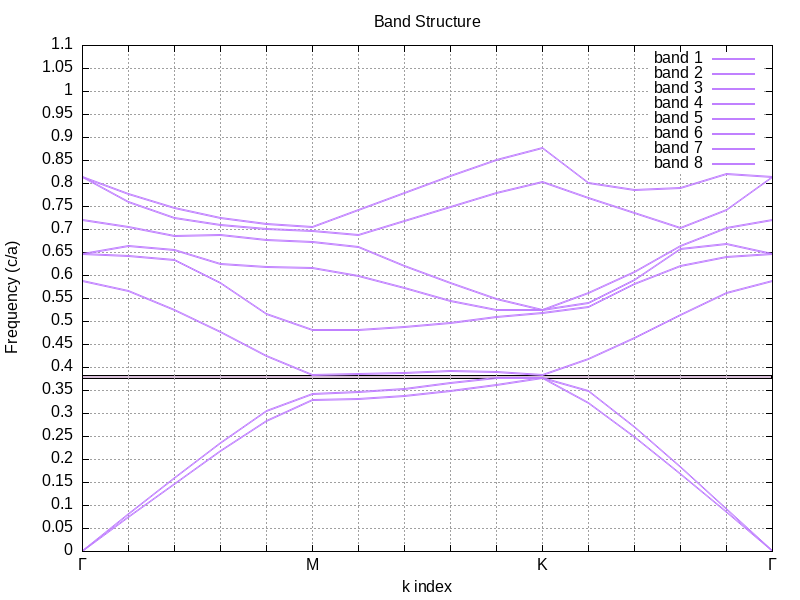 Band Structure
1.1
1.05
1
0.95
0.9
0.85
0.8
0.75
0.7
0.65
0.6
0.55
0.5
0.45
0.4
0.35
0.3
0.25
0.2
0.15
0.1
0.05
0
Frequency (c/a)
band 1
band 2
band 3
band 4
band 5
band 6
band 7
band 8
Γ M K Γ
k index